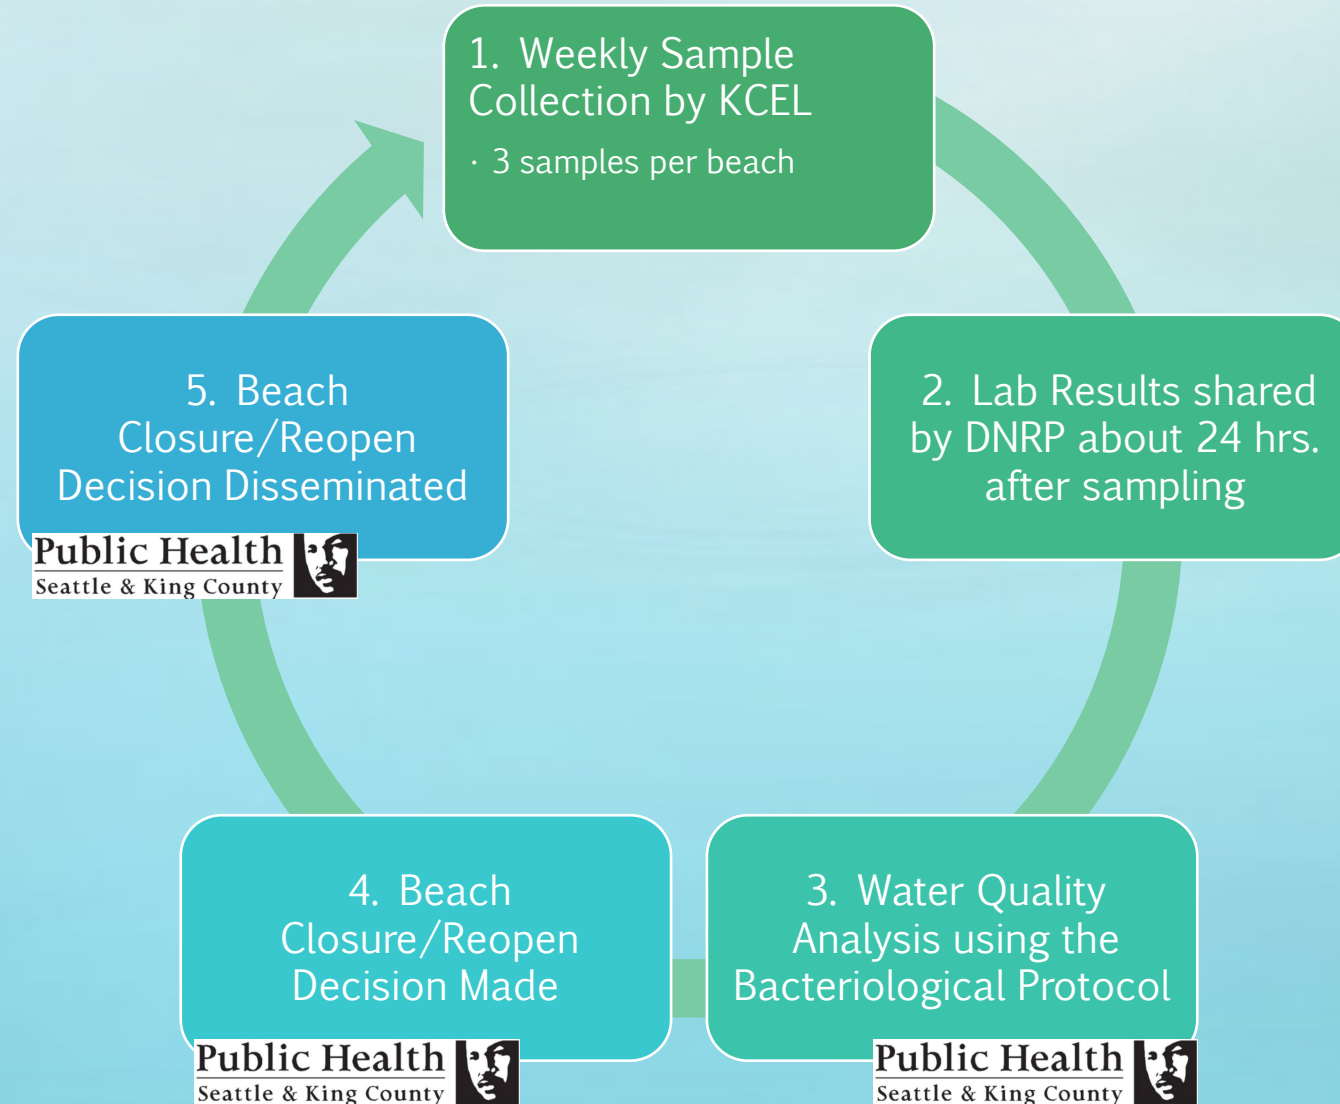 1. Weekly Sample
Collection by KCEL
· 3 samples per beach
2. Lab Results shared
by DNRP about 24 hrs.
after sampling
3. Water Quality
Analysis using the
Bacteriological Protocol
Public Health
Seattle & King County
4. Beach
Closure/Reopen
Decision Made
Public Health
Seattle & King County
5. Beach
Closure/Reopen
Decision Disseminated
Public Health
Seattle & King County